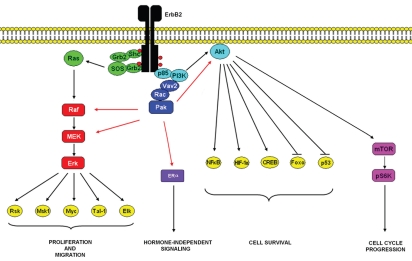 ErbB2
Shc
Grb2
Ras
SOS
Grb2
p85
PI3K
Akt
Vav2
Rac
Pak
Raf
MEK
Erk
ERα
NFκB
HIF-1α
CREB
Foxo
p53
mTOR
pS6K
Rsk
Msk1
Myc
Tal-1
Elk
PROLIFERATION
AND
MIGRATION
HORMONE-INDEPENDENT
SIGNALING
CELL SURVIVAL
CELL CYCLE
PROGRESSION